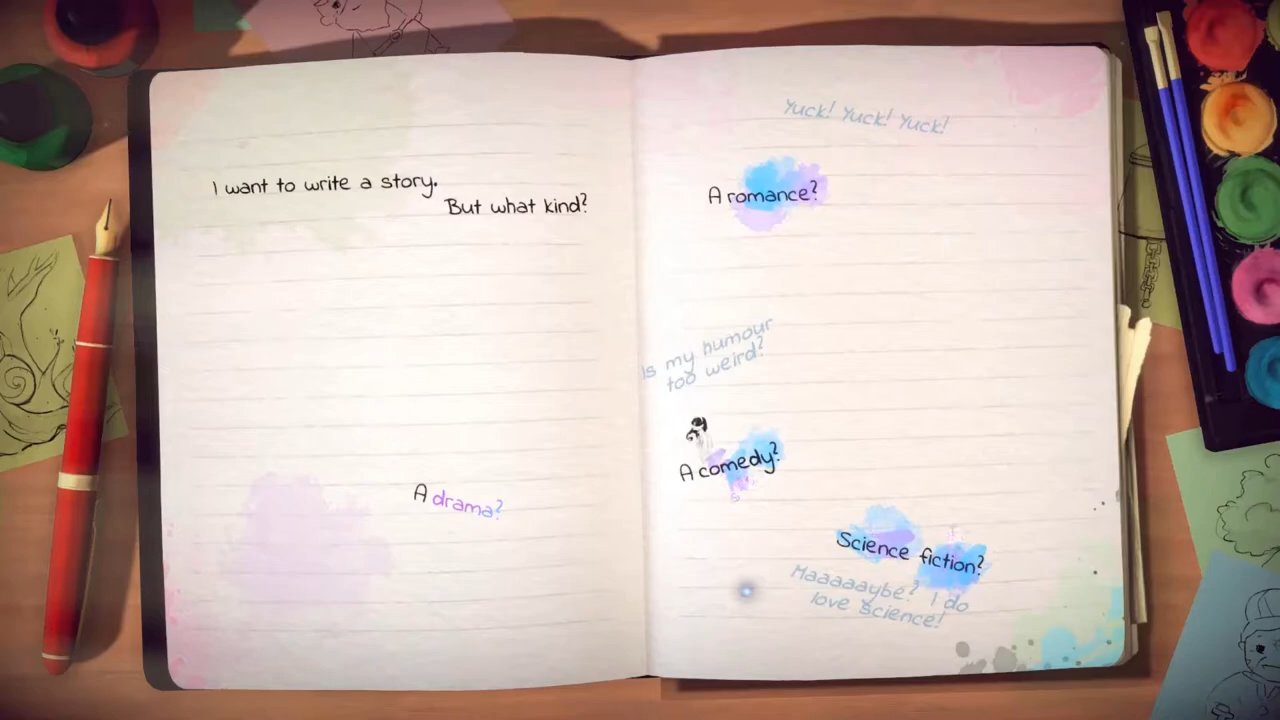 I want to write a story.
But what kind?
A drama?
Yuck! Yuck! Yuck!
A romance?
Is my humour
too weird?
A comedy?
Science fiction?
Maaaaaybe? I do
love science!